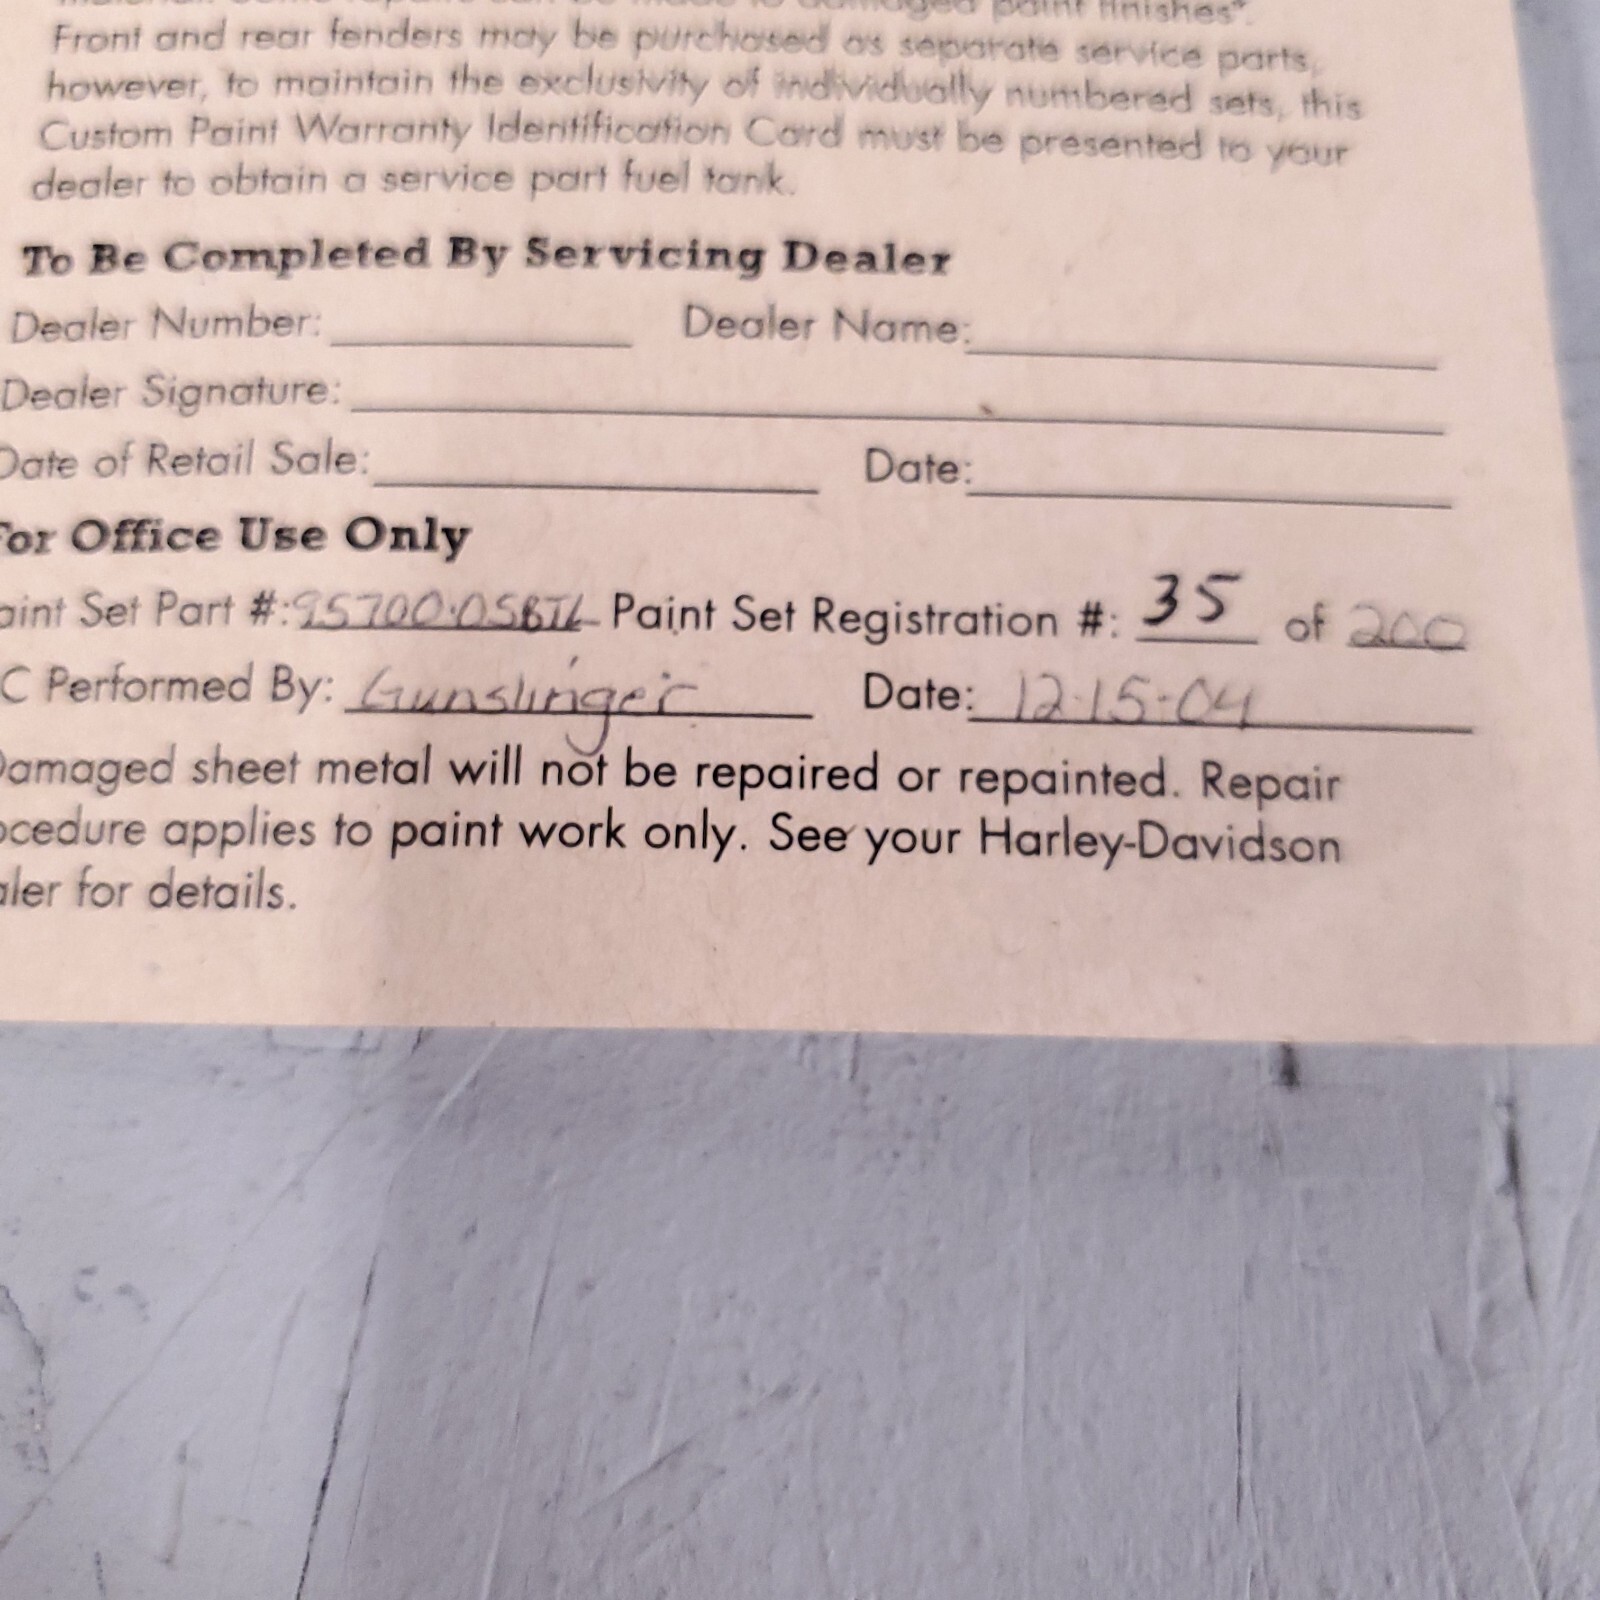 damaged paint finishes*.
Front and rear fenders may be purchased as separate service parts,
however, to maintain the exclusivity of individually numbered sets, this
Custom Paint Warranty Identification Card must be presented to your
dealer to obtain a service part fuel tank.
To Be Completed By Servicing Dealer
Dealer Number: Dealer Name:
Dealer Signature:
Date of Retail Sale: Date:
For Office Use Only
aint Set Part #: 95700-05BTL Paint Set Registration #: 35 of 200
C Performed By: Gunslinger Date: 12-15-04
Damaged sheet metal will not be repaired or repainted. Repair
ocedure applies to paint work only. See your Harley-Davidson
aler for details.